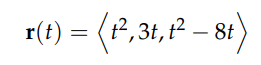 r(t) = ⟨t², 3t, t² − 8t⟩